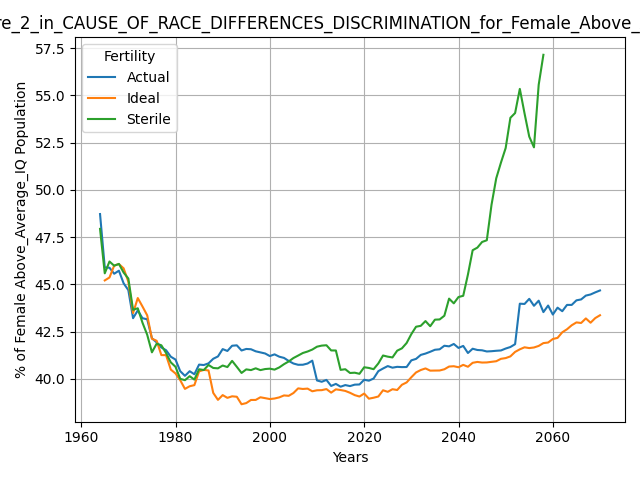 re_2_in_CAUSE_OF_RACE_DIFFERENCES_DISCRIMINATION_for_Female_Above_
Fertility
Actual
Ideal
Sterile
% of Female Above_Average_IQ Population
57.5
55.0
52.5
50.0
47.5
45.0
42.5
40.0
1960 1980 2000 2020 2040 2060
Years